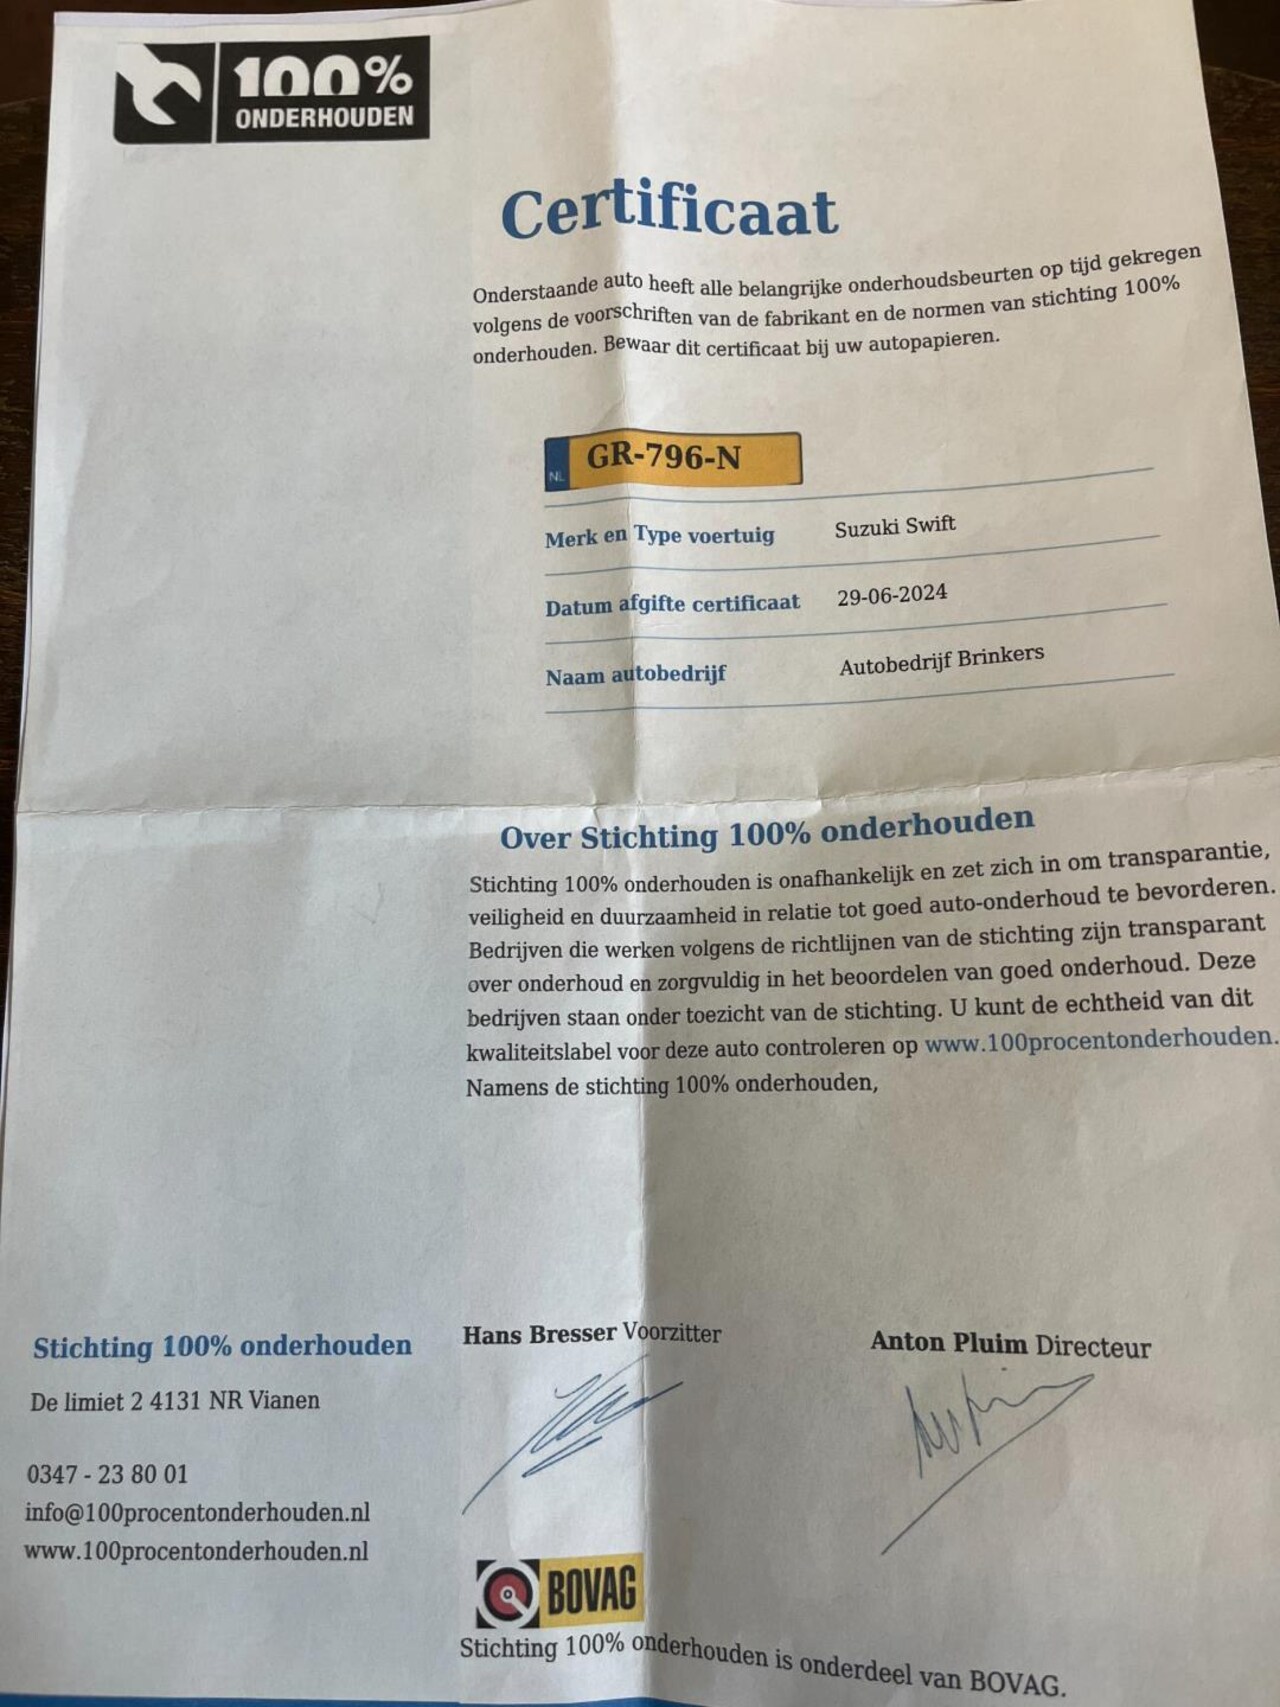 100%
ONDERHOUDEN
Certificaat
Onderstaande auto heeft alle belangrijke onderhoudsbeurten op tijd gekregen
volgens de voorschriften van de fabrikant en de normen van stichting 100%
onderhouden. Bewaar dit certificaat bij uw autopapieren.
NL GR-796-N
Merk en Type voertuig Suzuki Swift
Datum afgifte certificaat 29-06-2024
Naam autobedrijf Autobedrijf Brinkers
Over Stichting 100% onderhouden
Stichting 100% onderhouden is onafhankelijk en zet zich in om transparantie,
veiligheid en duurzaamheid in relatie tot goed auto-onderhoud te bevorderen.
Bedrijven die werken volgens de richtlijnen van de stichting zijn transparant
over onderhoud en zorgvuldig in het beoordelen van goed onderhoud. Deze
bedrijven staan onder toezicht van de stichting. U kunt de echtheid van dit
kwaliteitslabel voor deze auto controleren op www.100procentonderhouden.
Namens de stichting 100% onderhouden,
Hans Bresser Voorzitter
Anton Pluim Directeur
Stichting 100% onderhouden
De limiet 2 4131 NR Vianen
0347 - 23 80 01
info@100procentonderhouden.nl
www.100procentonderhouden.nl
BOVAG
Stichting 100% onderhouden is onderdeel van BOVAG.